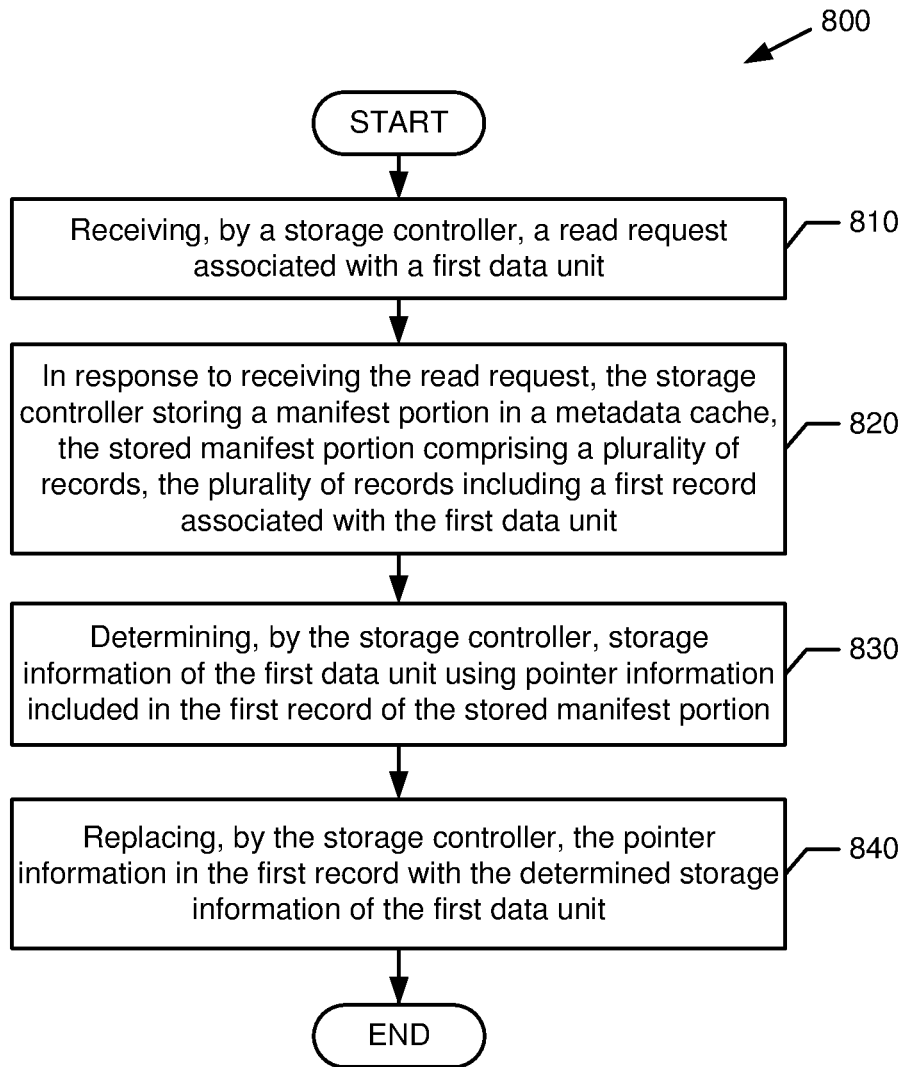 800
START
Receiving, by a storage controller, a read request
associated with a first data unit
810
In response to receiving the read request, the storage
controller storing a manifest portion in a metadata cache,
the stored manifest portion comprising a plurality of
records, the plurality of records including a first record
associated with the first data unit
820
Determining, by the storage controller, storage
information of the first data unit using pointer information
included in the first record of the stored manifest portion
830
Replacing, by the storage controller, the pointer
information in the first record with the determined storage
information of the first data unit
840
END